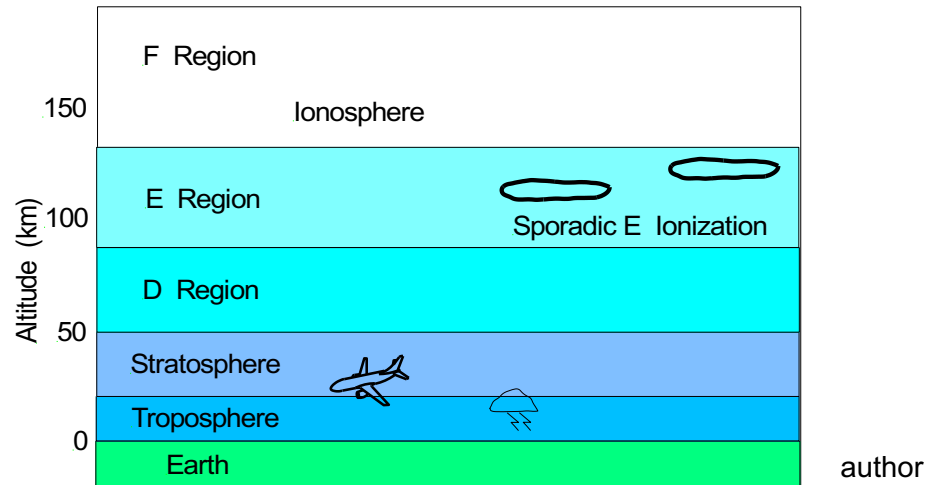 F Region
150
Ionosphere
E Region
100
Sporadic E Ionization
Altitude (km)
D Region
50
Stratosphere
Troposphere
0
Earth
author